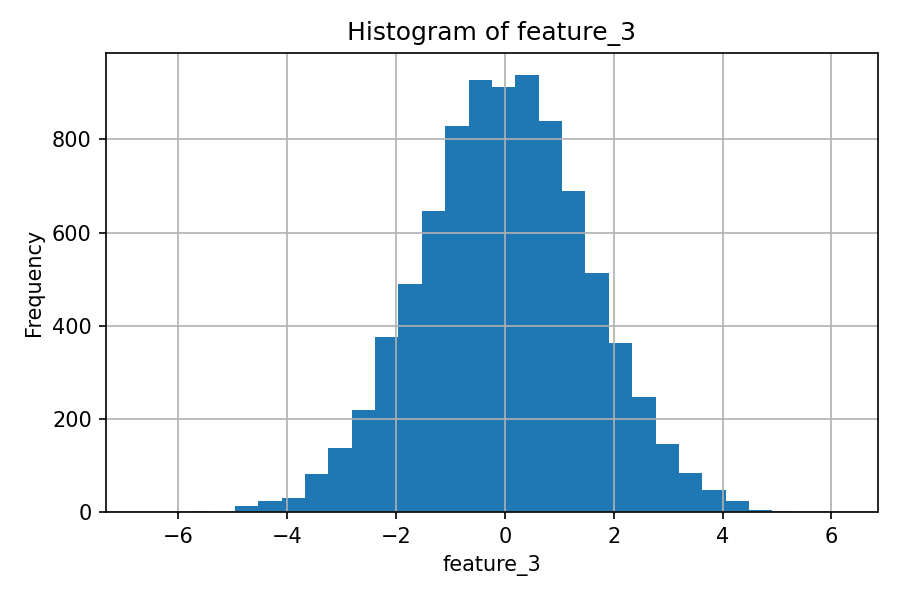 Histogram of feature_3
Frequency
800
600
400
200
0
−6 −4 −2 0 2 4 6
feature_3